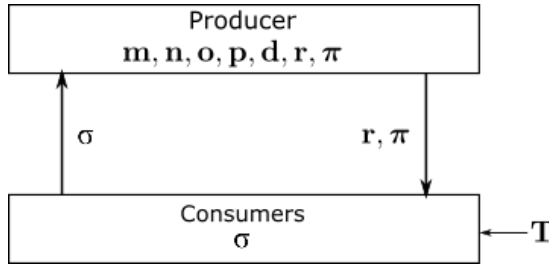 Producer
m, n, o, p, d, r, π
σ
r, π
Consumers
σ
T